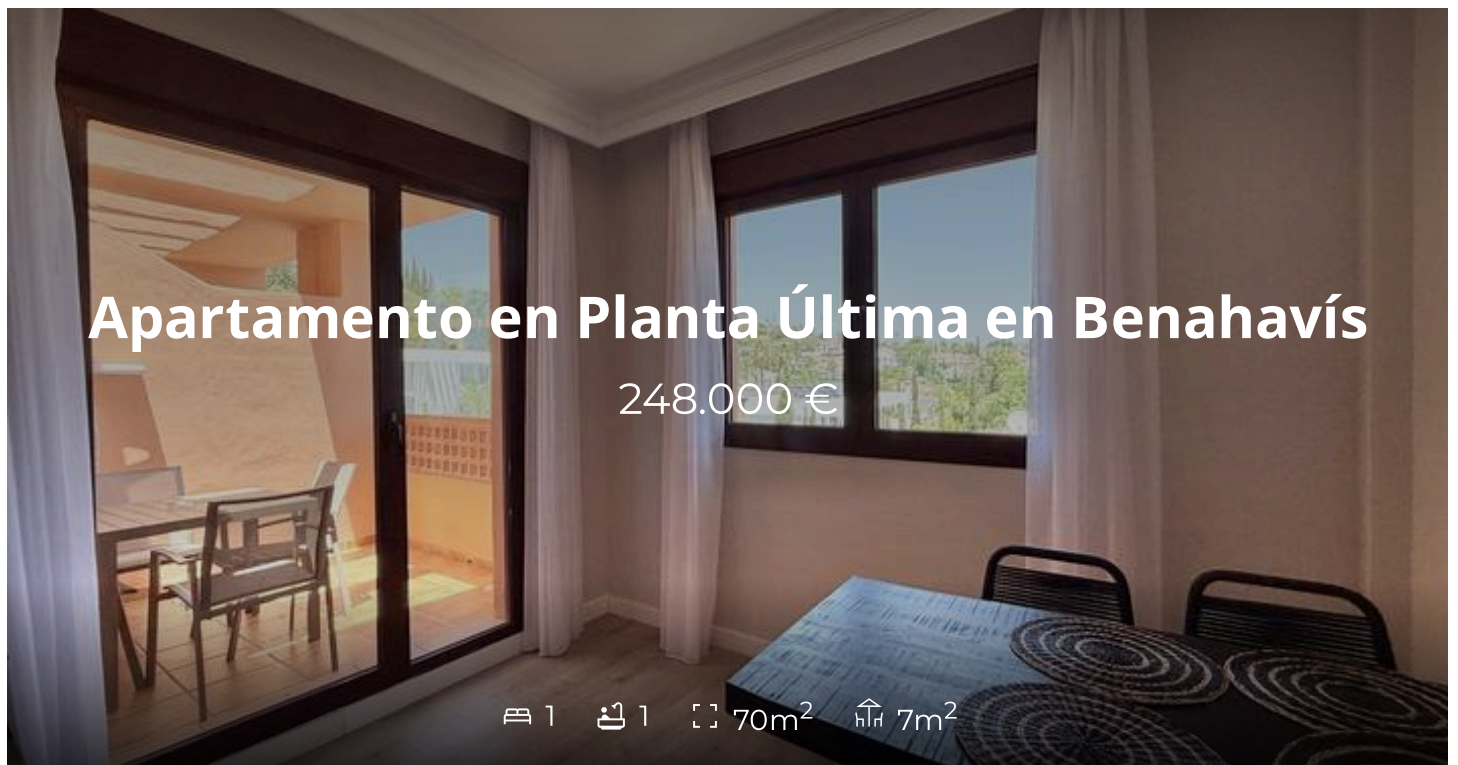 Apartamento en Planta Última en Benahavís
248.000 €
1 1 70m² 7m²